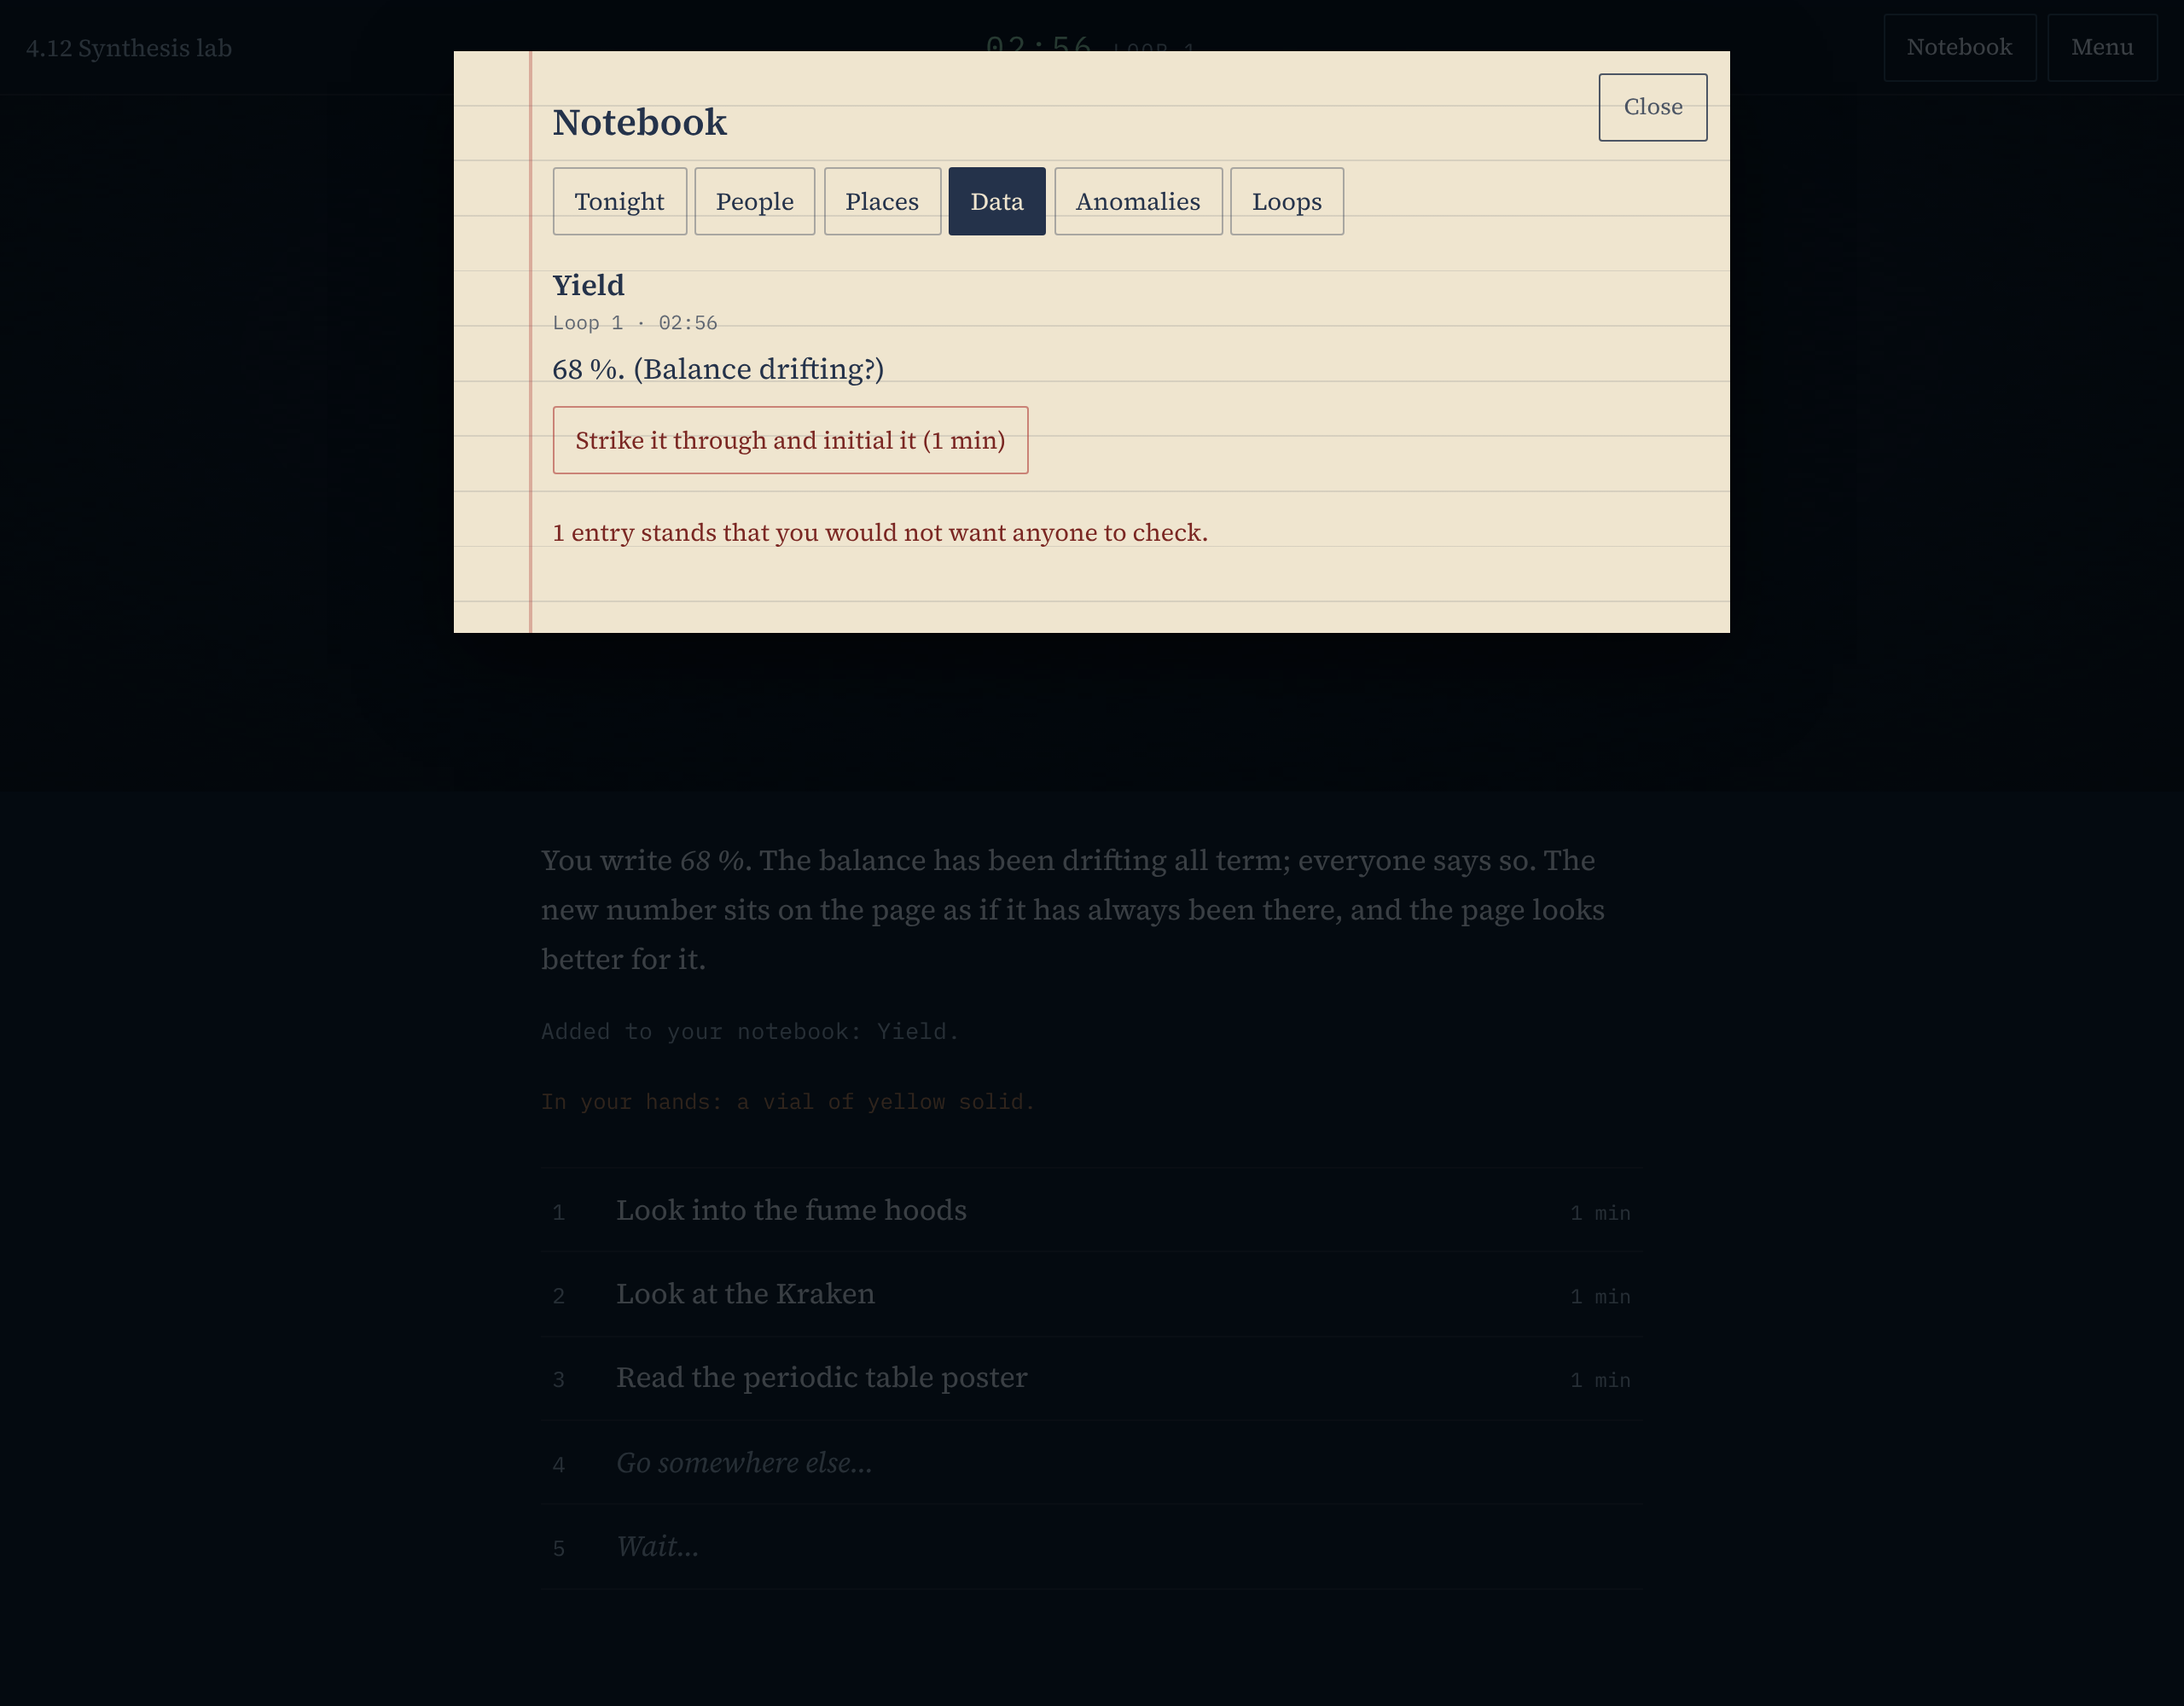 4.12 Synthesis lab
02:56 LOOP 1
Notebook
Menu
Notebook
Close
Tonight
People
Places
Data
Anomalies
Loops
Yield
Loop 1 · 02:56
68 %. (Balance drifting?)
Strike it through and initial it (1 min)
1 entry stands that you would not want anyone to check.
You write 68 %. The balance has been drifting all term; everyone says so. The
new number sits on the page as if it has always been there, and the page looks
better for it.
Added to your notebook: Yield.
In your hands: a vial of yellow solid.
1 Look into the fume hoods 1 min
2 Look at the Kraken 1 min
3 Read the periodic table poster 1 min
4 Go somewhere else...
5 Wait...